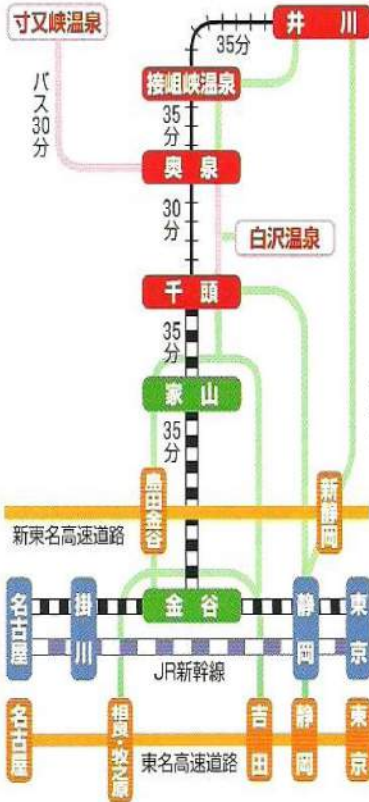 寸又峡温泉
井川
35分
接岨峡温泉
バス30分
35分
奥泉
30分
白沢温泉
千頭
35分
家山
35分
島田金谷
新静岡
新東名高速道路
名古屋
掛川
金谷
静岡
東京
JR新幹線
名古屋
相良・牧之原
東名高速道路
吉田
静岡
東京